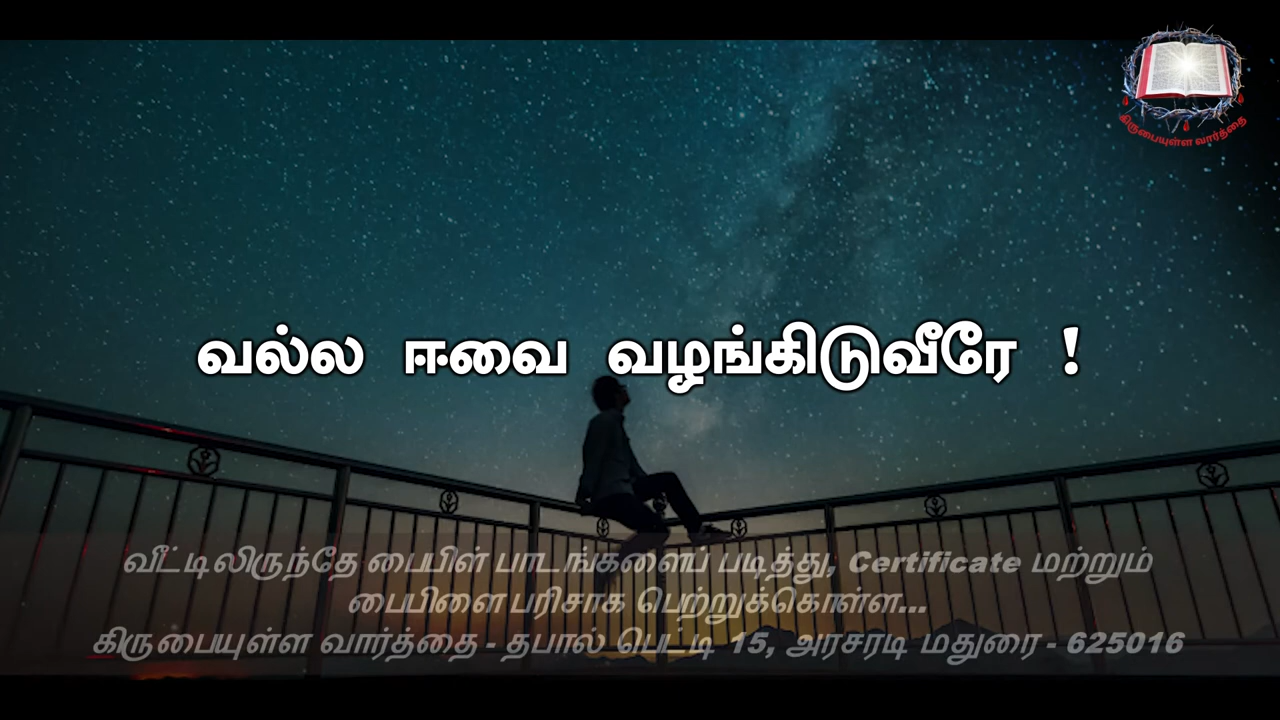 கிருபையுள்ள வார்த்தை
வல்ல ஈவை வழங்கிடுவீரே !
வீட்டிலிருந்தே பைபிள் பாடங்களைப் படித்து, Certificate மற்றும்
பைபிளை பரிசாக பெற்றுக்கொள்ள...
கிருபையுள்ள வார்த்தை - தபால் பெட்டி 15, அரசரடி மதுரை - 625016